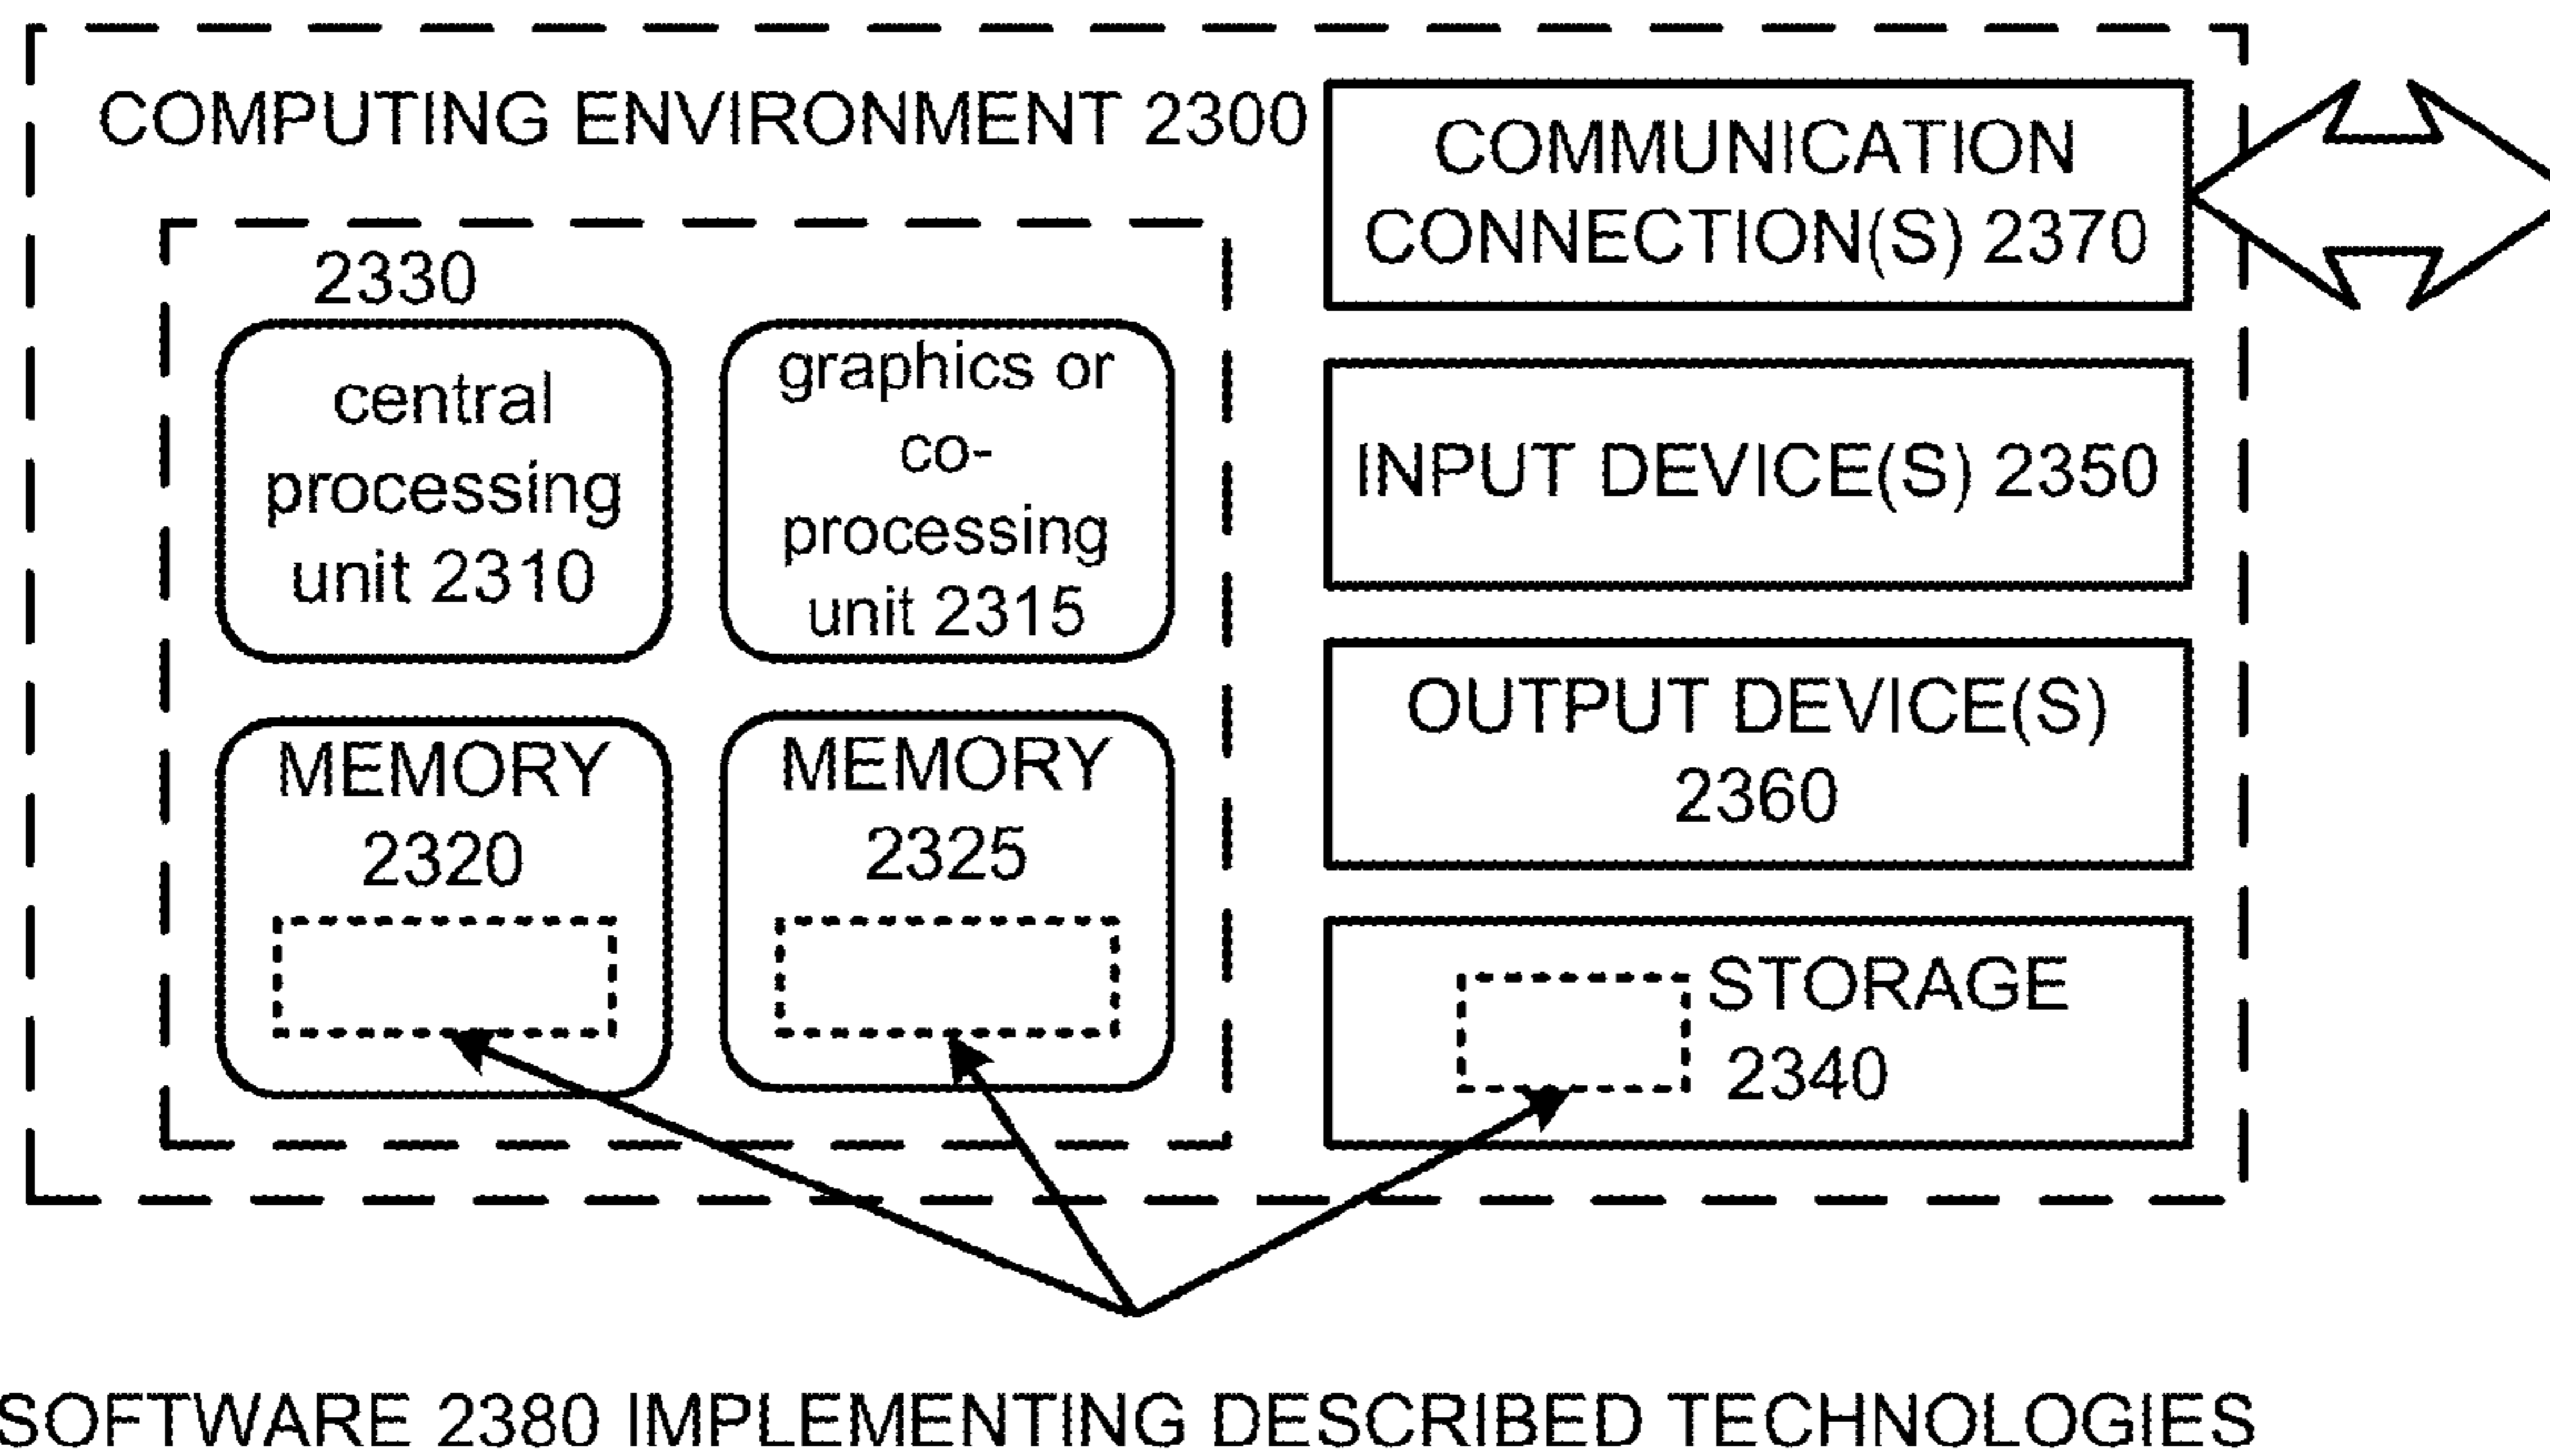 COMPUTING ENVIRONMENT 2300
COMMUNICATION
CONNECTION(S) 2370
2330
central
processing
unit 2310
graphics or
co-
processing
unit 2315
INPUT DEVICE(S) 2350
OUTPUT DEVICE(S)
2360
MEMORY
2320
MEMORY
2325
STORAGE
2340
SOFTWARE 2380 IMPLEMENTING DESCRIBED TECHNOLOGIES